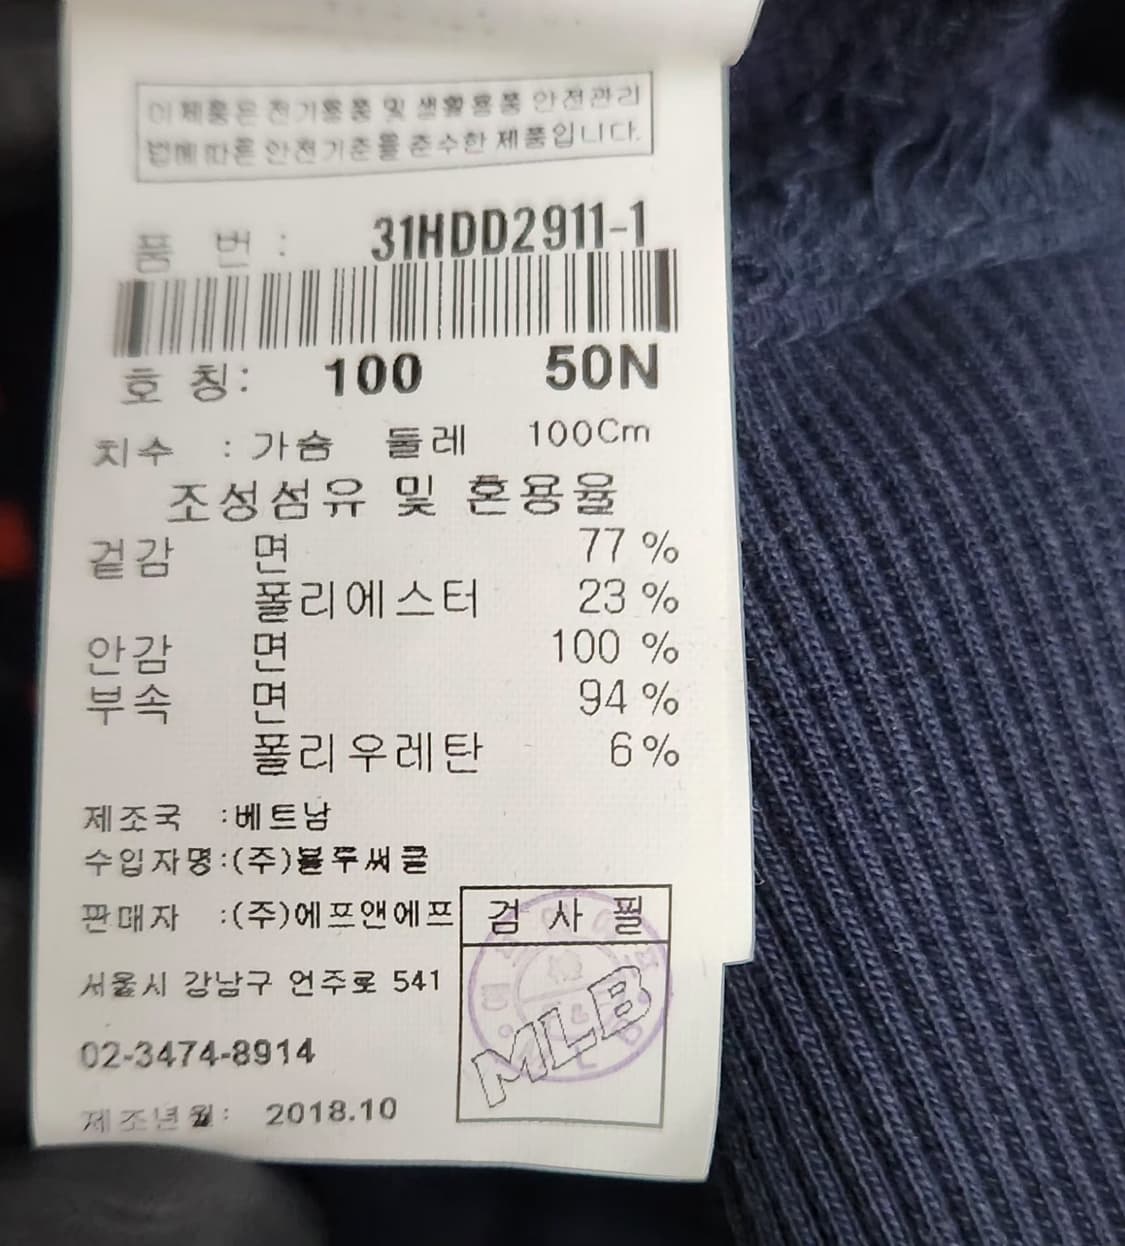 이 제품은 전기용품 및 생활용품 안전관리
법에 따른 안전기준을 준수한 제품입니다.
품 번 : 31HDD2911-1
호 칭: 100 50N
치수 : 가슴 둘레 100Cm
조성섬유 및 혼용율
겉감 면 77 %
폴리에스터 23 %
안감 면 100 %
부속 면 94 %
폴리우레탄 6 %
제조국 :베트남
수입자명:(주)블루써클
판매자 :(주)에프앤에프
검 사 필
서울시 강남구 언주로 541
MLB
02-3474-8914
제조년월: 2018.10